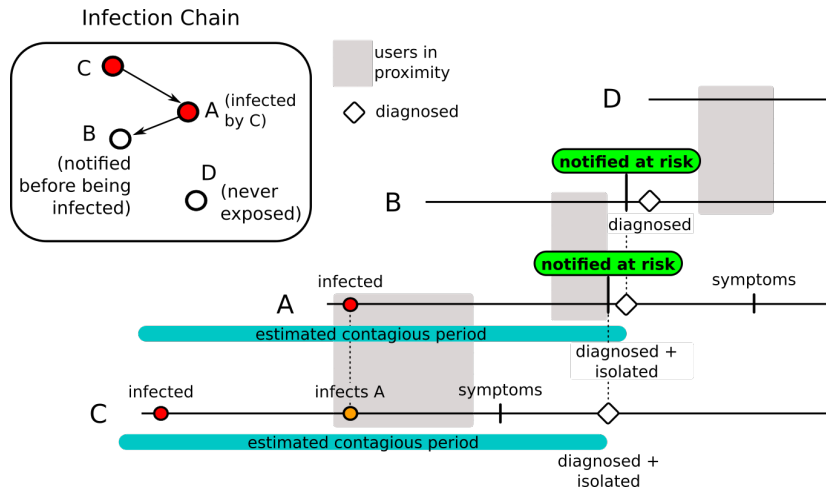 Infection Chain
C
A
(infected
by C)
B
(notified
before being
infected)
D
(never
exposed)
users in
proximity
diagnosed
D
notified at risk
B
diagnosed
notified at risk
infected
symptoms
A
estimated contagious period
diagnosed +
isolated
infected
infects A
symptoms
C
estimated contagious period
diagnosed +
isolated